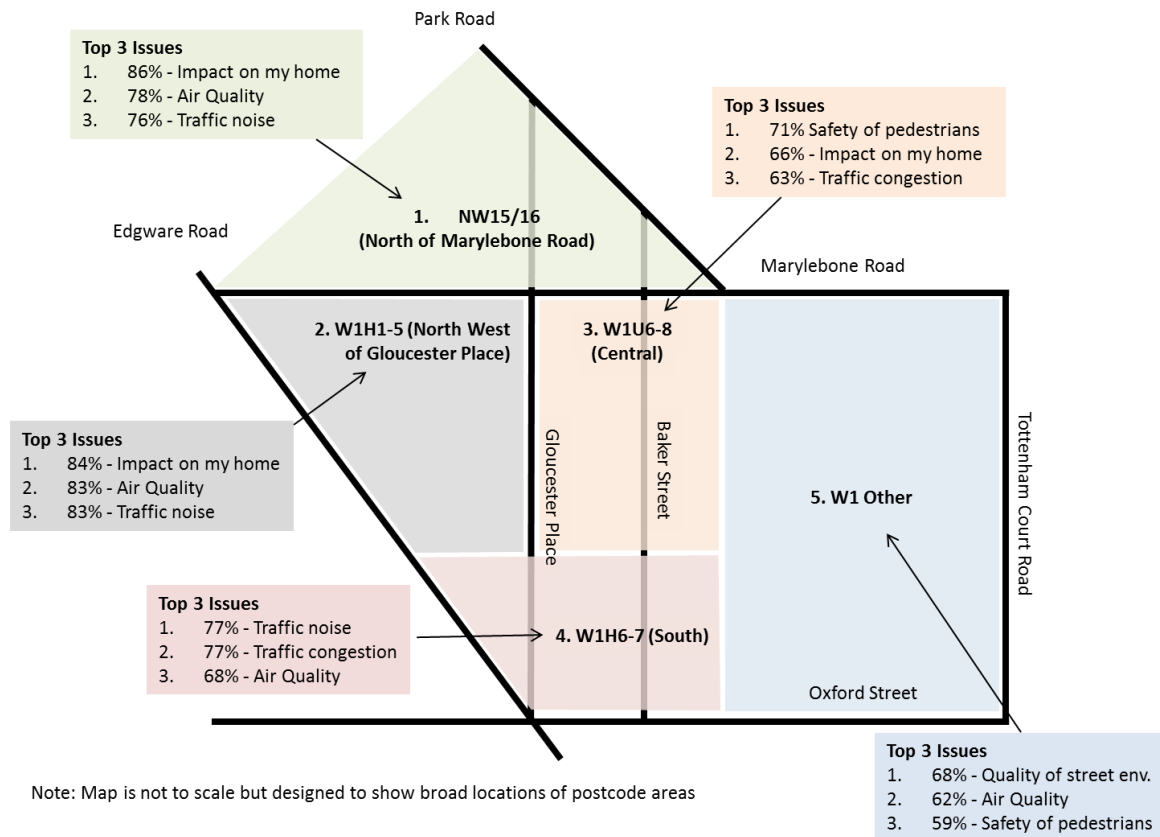 Park Road
Top 3 Issues
1. 86% - Impact on my home
2. 78% - Air Quality
3. 76% - Traffic noise
Top 3 Issues
1. 71% Safety of pedestrians
2. 66% - Impact on my home
3. 63% - Traffic congestion
1. NW15/16
(North of Marylebone Road)
Edgware Road
Marylebone Road
2. W1H1-5 (North West
of Gloucester Place)
3. W1U6-8
(Central)
Top 3 Issues
1. 84% - Impact on my home
2. 83% - Air Quality
3. 83% - Traffic noise
Gloucester Place
Baker Street
5. W1 Other
Tottenham Court Road
Top 3 Issues
1. 77% - Traffic noise
2. 77% - Traffic congestion
3. 68% - Air Quality
4. W1H6-7 (South)
Oxford Street
Top 3 Issues
1. 68% - Quality of street env.
2. 62% - Air Quality
3. 59% - Safety of pedestrians
Note: Map is not to scale but designed to show broad locations of postcode areas